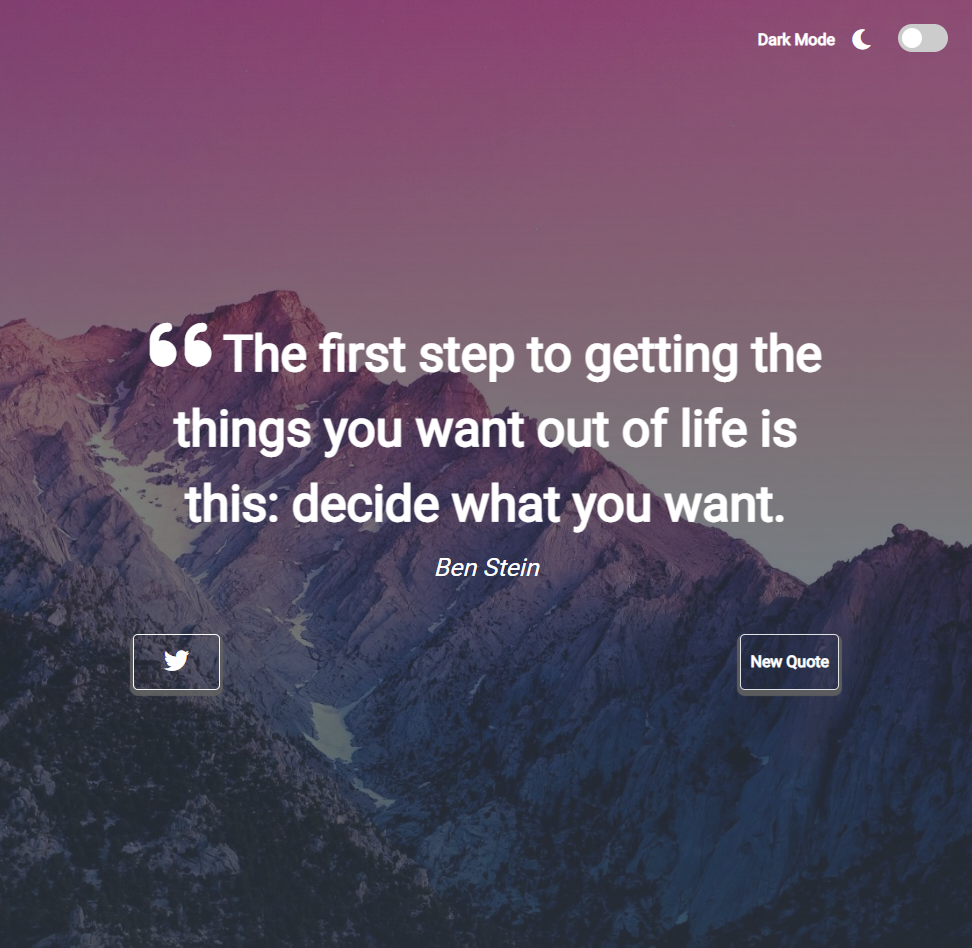 Dark Mode
“ The first step to getting the
things you want out of life is
this: decide what you want.
Ben Stein
New Quote